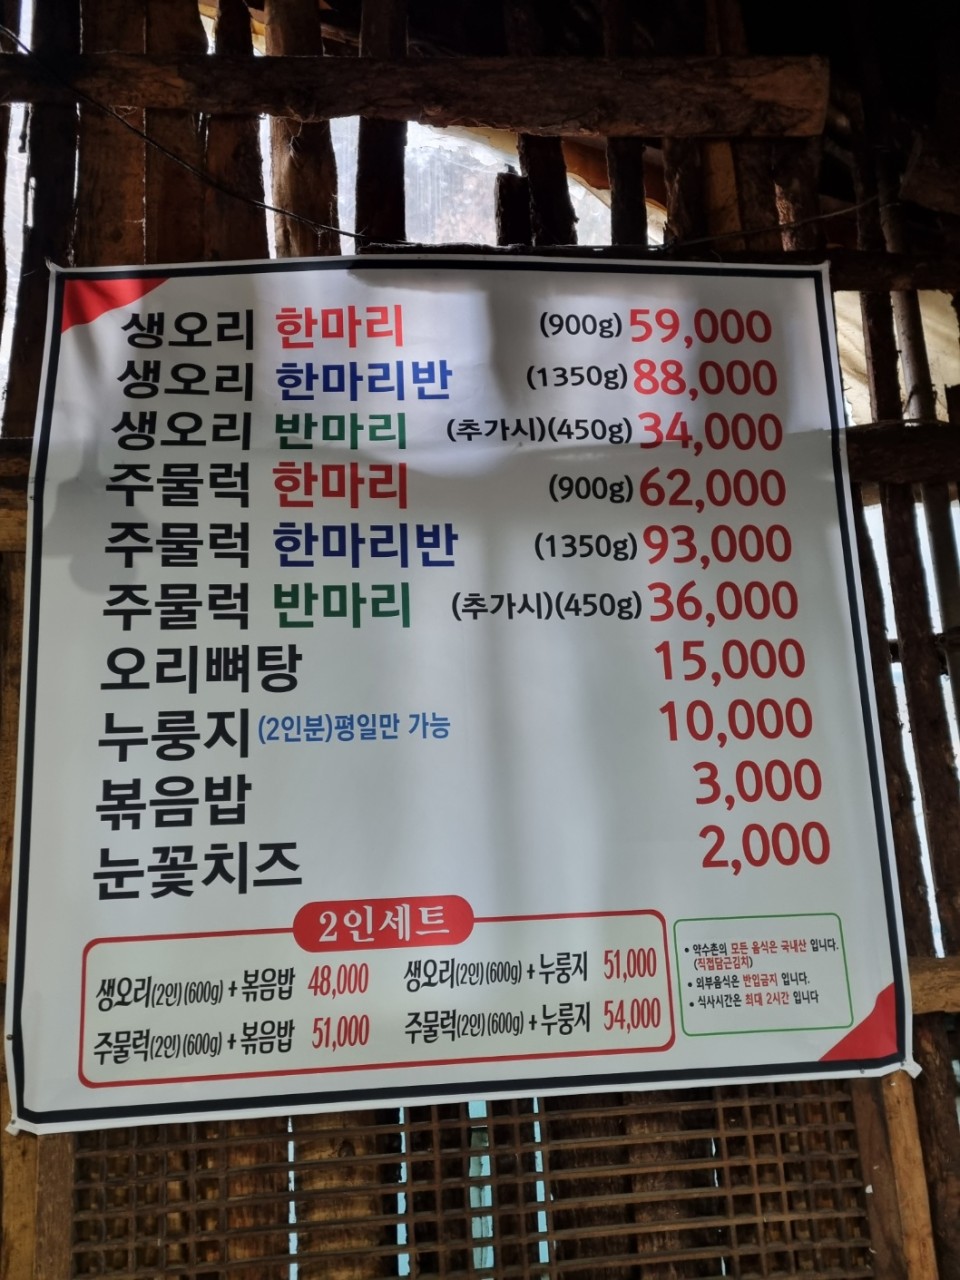 생오리 한마리 (900g) 59,000
생오리 한마리반 (1350g) 88,000
생오리 반마리 (추가시)(450g) 34,000
주물럭 한마리 (900g) 62,000
주물럭 한마리반 (1350g) 93,000
주물럭 반마리 (추가시)(450g) 36,000
오리뼈탕 15,000
누룽지 (2인분)평일만 가능 10,000
볶음밥 3,000
눈꽃치즈 2,000
2인세트
생오리(2인)(600g) + 볶음밥 48,000
생오리(2인)(600g) + 누룽지 51,000
주물럭(2인)(600g) + 볶음밥 51,000
주물럭(2인)(600g) + 누룽지 54,000
• 약수촌의 모든 음식은 국내산 입니다.
(직접담근김치)
• 외부음식은 반입금지 입니다.
• 식사시간은 최대 2시간 입니다